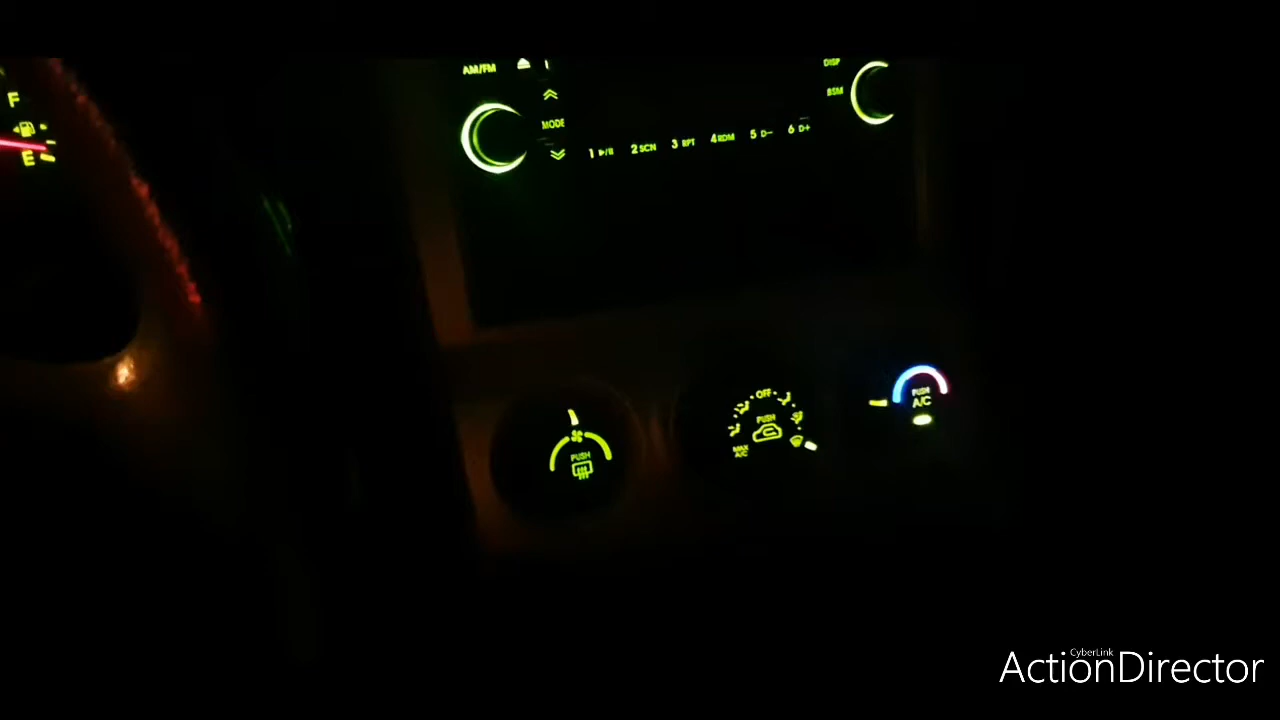 AM/FM
DISP
BSM
F
MODE
E
1 2 SCN 3 RPT 4 RDM 5 D- 6 D+
OFF
PUSH
MAX
A/C
PUSH
A/C
PUSH
CyberLink
ActionDirector